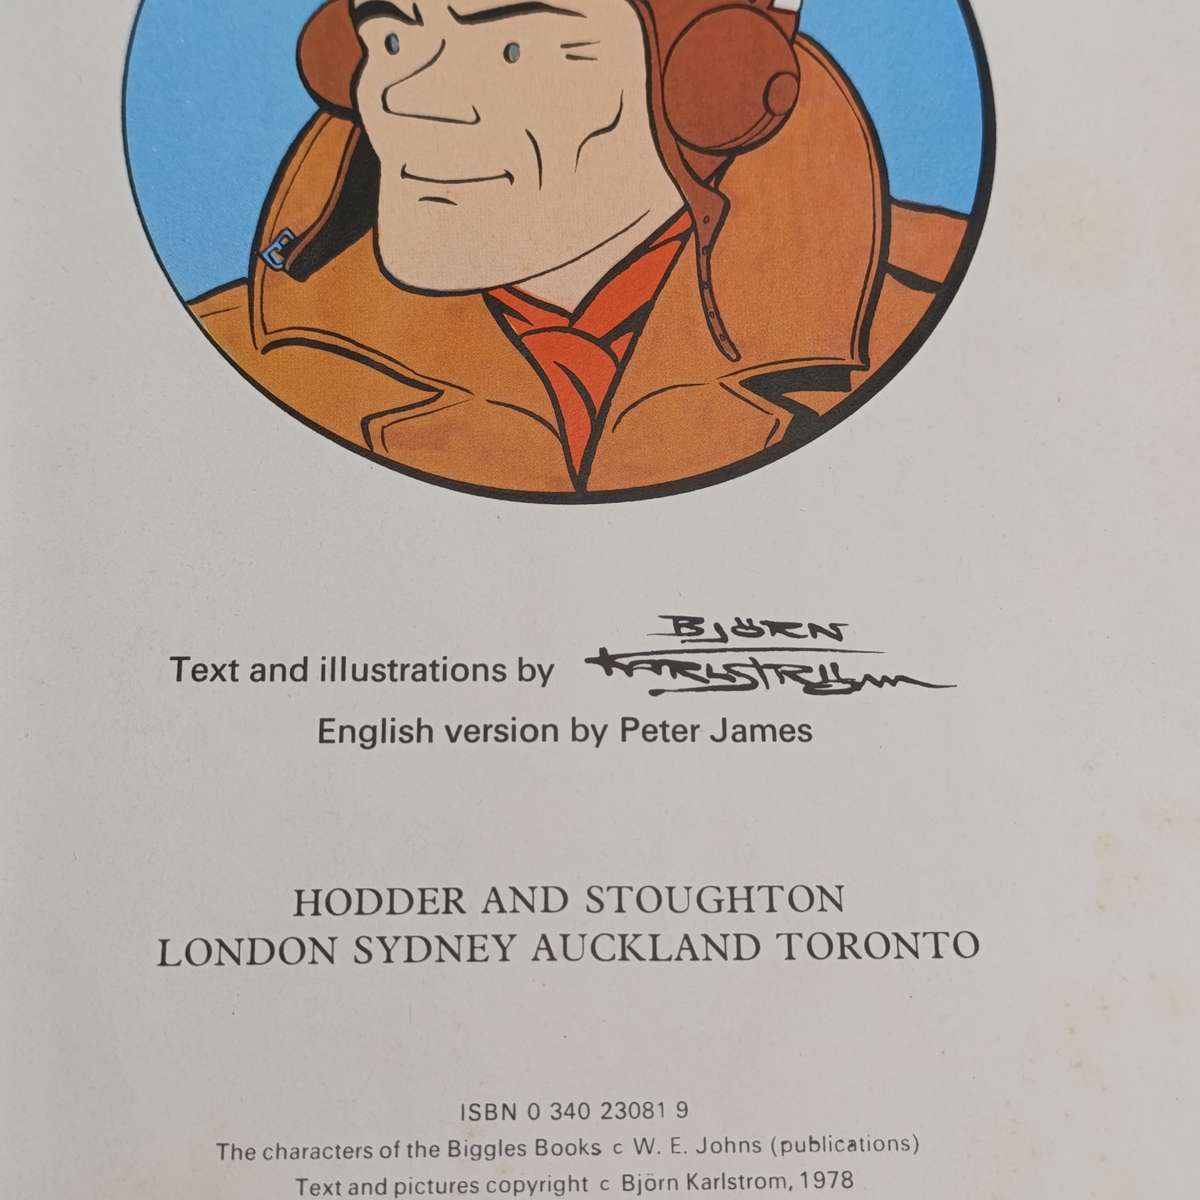 Text and illustrations by BJÖRN KARLSTRÖM
English version by Peter James
HODDER AND STOUGHTON
LONDON SYDNEY AUCKLAND TORONTO
ISBN 0 340 23081 9
The characters of the Biggles Books c W. E. Johns (publications)
Text and pictures copyright c Björn Karlstrom, 1978